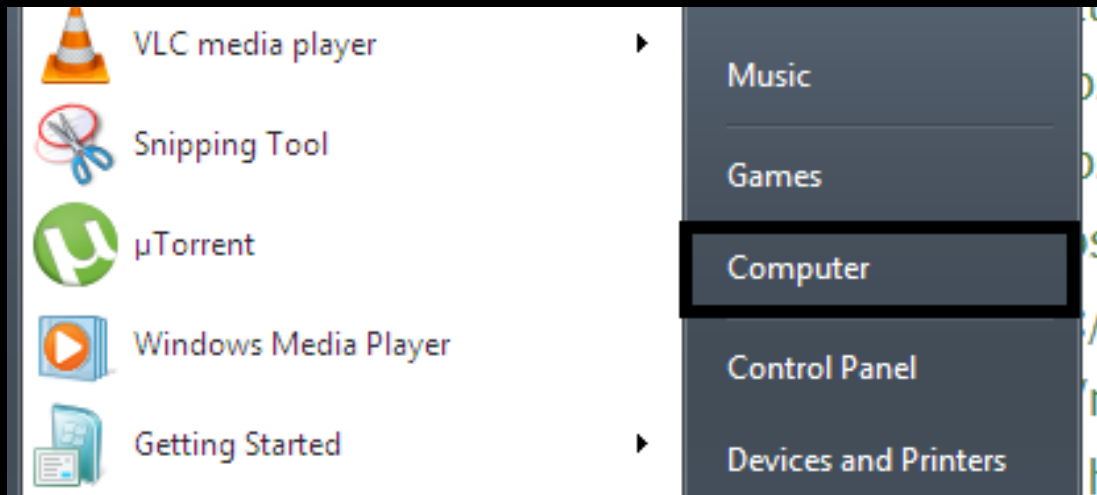 VLC media player
Snipping Tool
µTorrent
Windows Media Player
Getting Started
Music
Games
Computer
Control Panel
Devices and Printers